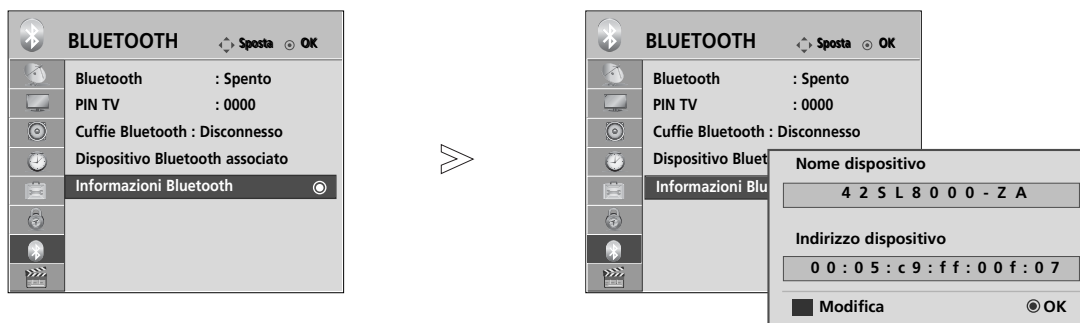 BLUETOOTH Sposta OK
Bluetooth : Spento
PIN TV : 0000
Cuffie Bluetooth : Disconnesso
Dispositivo Bluetooth associato
Informazioni Bluetooth
BLUETOOTH Sposta OK
Bluetooth : Spento
PIN TV : 0000
Cuffie Bluetooth : Disconnesso
Dispositivo Bluet
Informazioni Blu
Nome dispositivo
42SL8000-ZA
Indirizzo dispositivo
00:05:c9:ff:00f:07
Modifica OK